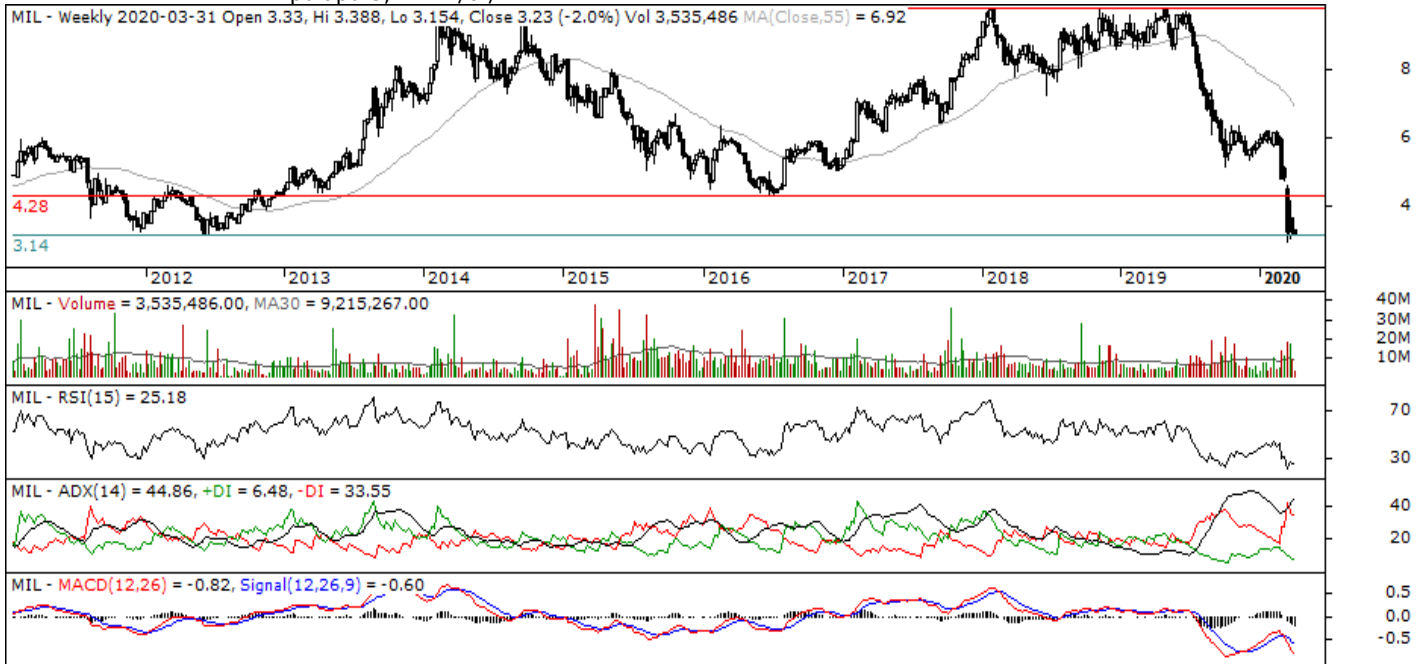 MIL - Weekly 2020-03-31 Open 3.33, Hi 3.388, Lo 3.154, Close 3.23 (-2.0%) Vol 3,535,486 MA(Close,55) = 6.92
8
6
4
4.28
3.14
2012 2013 2014 2015 2016 2017 2018 2019 2020
MIL - Volume = 3,535,486.00, MA30 = 9,215,267.00
40M
30M
20M
10M
MIL - RSI(15) = 25.18
70
30
MIL - ADX(14) = 44.86, +DI = 6.48, -DI = 33.55
40
20
MIL - MACD(12,26) = -0.82, Signal(12,26,9) = -0.60
0.5
0.0
-0.5